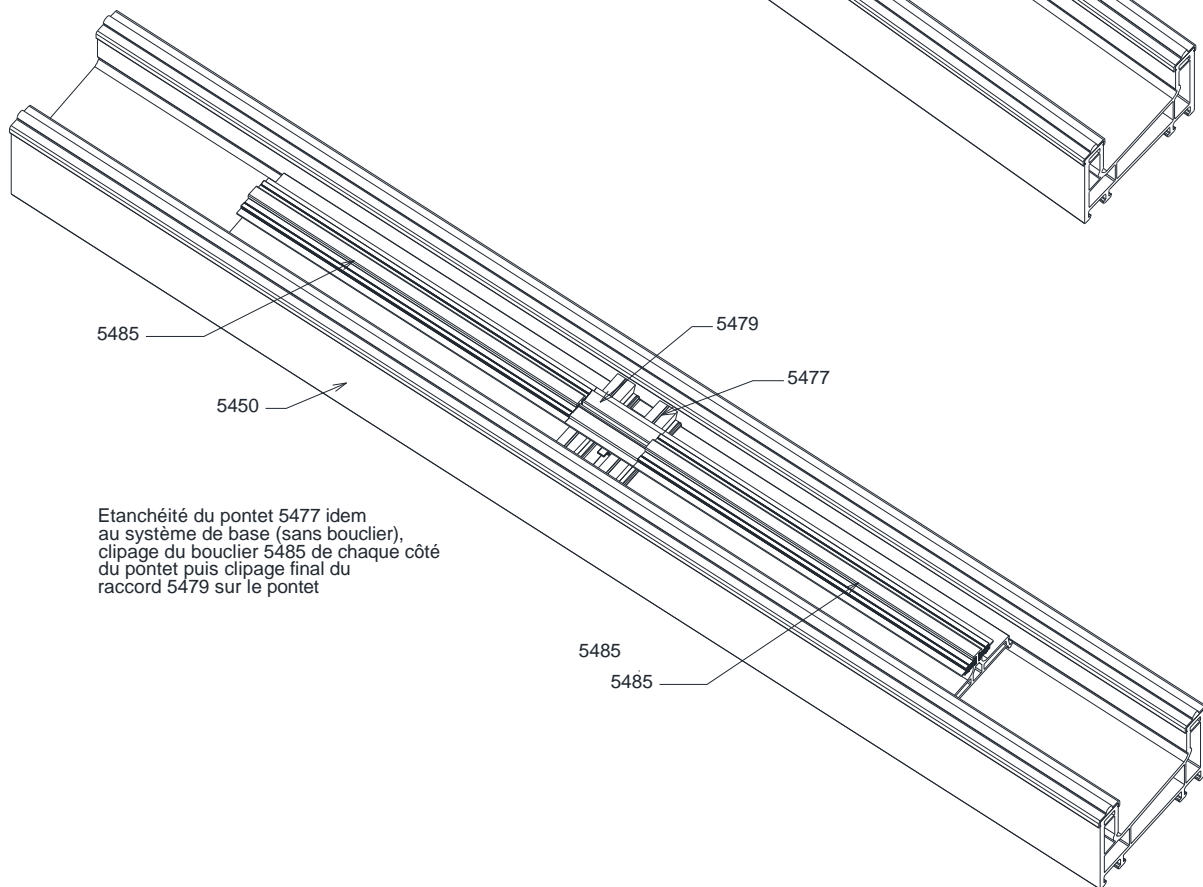 5485
5479
5477
5450
Etanchéité du pontet 5477 idem
au système de base (sans bouclier),
clipage du bouclier 5485 de chaque côté
du pontet puis clipage final du
raccord 5479 sur le pontet
5485
5485